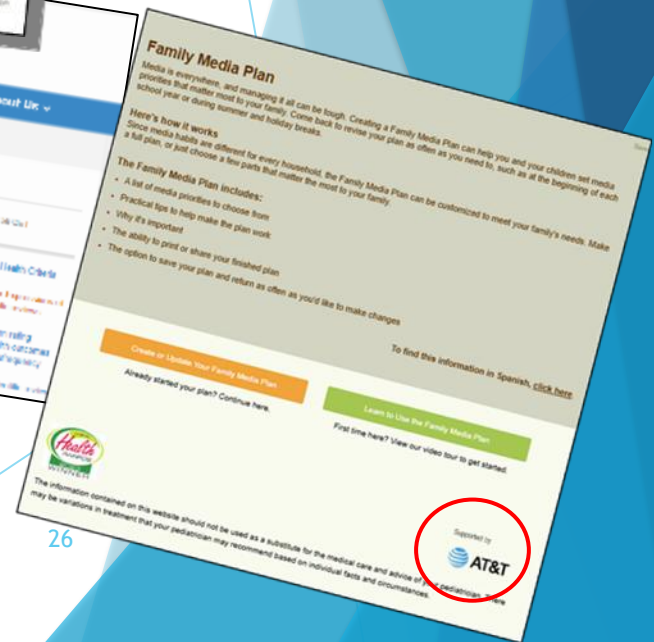 out Us
Health Criteria
Family Media Plan
Media is everywhere, and managing it all can be tough. Creating a Family Media Plan can help you and your children set media
priorities that matter most to your family. Come back to revise your plan as often as you need to, such as at the beginning of each
school year or during summer and holiday breaks.
Here's how it works
Since media habits are different for every household, the Family Media Plan can be customized to meet your family's needs. Make
a full plan, or just choose a few parts that matter the most to your family.
The Family Media Plan includes:
• A list of media priorities to choose from
• Practical tips to help make the plan work
• Why it's important
• The ability to print or share your finished plan
• The option to save your plan and return as often as you'd like to make changes
To find this information in Spanish, click here
Create or Update Your Family Media Plan
Already started your plan? Continue here.
Learn to Use the Family Media Plan
First time here? View our video tour to get started.
Health
WINNER
The information contained on this website should not be used as a substitute for the medical care and advice of your pediatrician. There
may be variations in treatment that your pediatrician may recommend based on individual facts and circumstances.
Supported by
AT&T
26